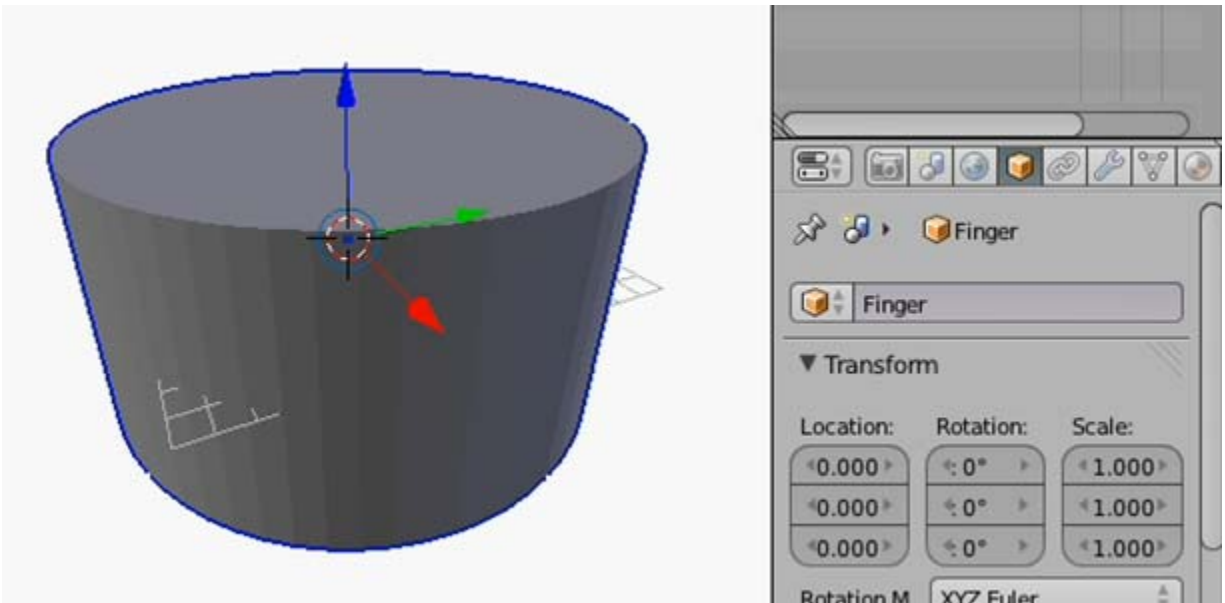 Finger
Finger
Transform
Location: Rotation: Scale:
0.000 : 0° 1.000
0.000 : 0° 1.000
0.000 : 0° 1.000
Rotation M XYZ Euler